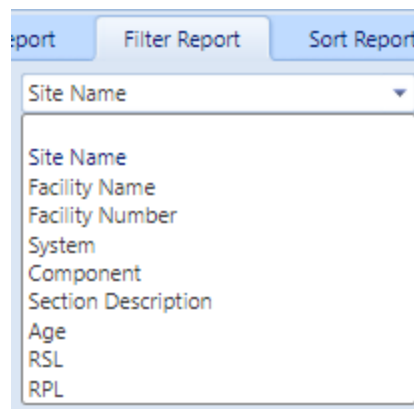 port Filter Report Sort Report
Site Name
Site Name
Facility Name
Facility Number
System
Component
Section Description
Age
RSL
RPL